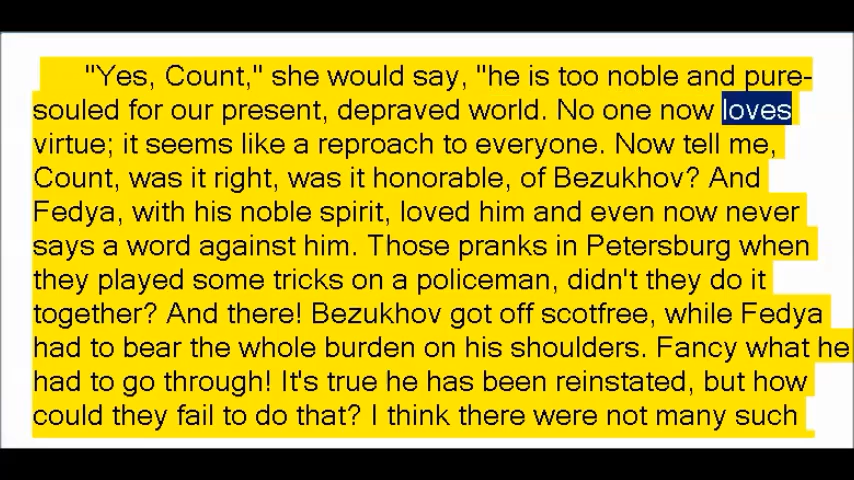 "Yes, Count," she would say, "he is too noble and pure-
souled for our present, depraved world. No one now loves
virtue; it seems like a reproach to everyone. Now tell me,
Count, was it right, was it honorable, of Bezukhov? And
Fedya, with his noble spirit, loved him and even now never
says a word against him. Those pranks in Petersburg when
they played some tricks on a policeman, didn't they do it
together? And there! Bezukhov got off scotfree, while Fedya
had to bear the whole burden on his shoulders. Fancy what he
had to go through! It's true he has been reinstated, but how
could they fail to do that? I think there were not many such